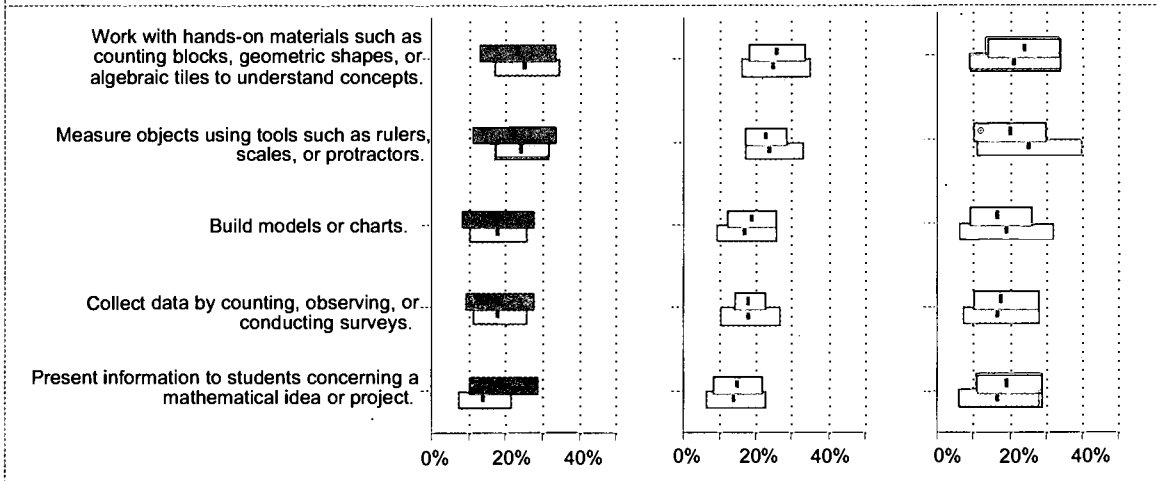 Work with hands-on materials such as
counting blocks, geometric shapes, or
algebraic tiles to understand concepts.
Measure objects using tools such as rulers,
scales, or protractors.
Build models or charts.
Collect data by counting, observing, or
conducting surveys.
Present information to students concerning a
mathematical idea or project.
0% 20% 40% 0% 20% 40% 0% 20% 40%